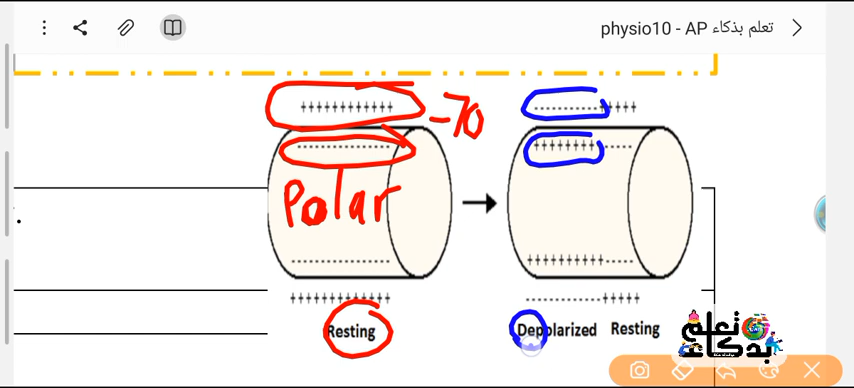 physio10 - AP تعلم بذكاء
++++++++++++
-70
...........+++++
..............
++++++++.....
Polar
..............
++++++++++.....
+++++++++++++
...........+++++
Resting
Depolarized Resting
تعلم
بذكاء